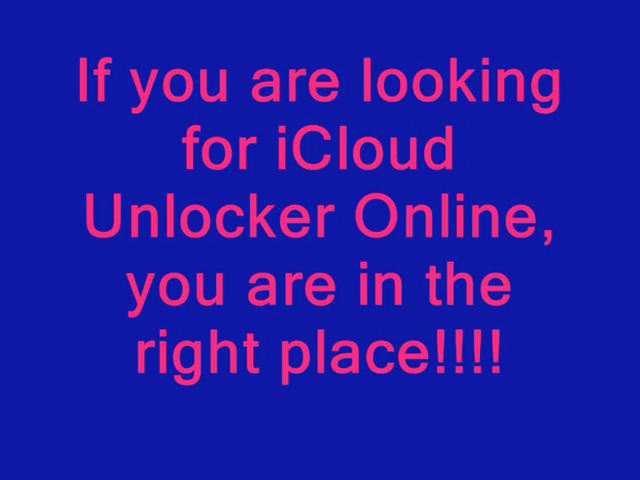 If you are looking
for iCloud
Unlocker Online,
you are in the
right place!!!!